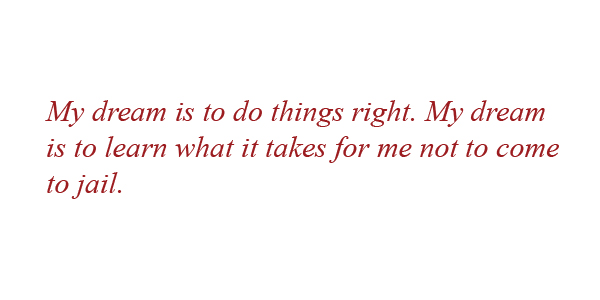 My dream is to do things right. My dream
is to learn what it takes for me not to come
to jail.